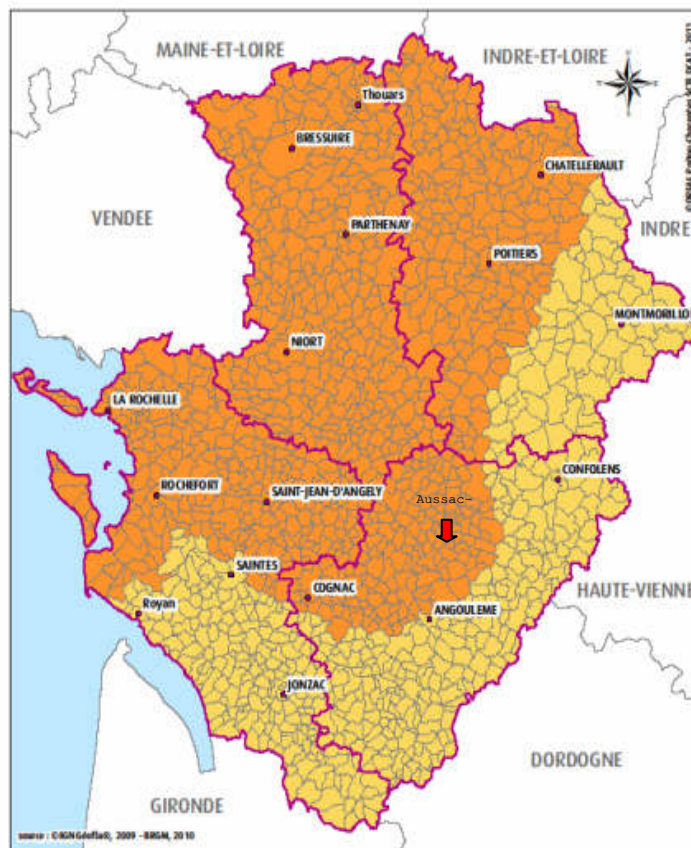 MAINE-ET-LOIRE
INDRE-ET-LOIRE
Thouars
BRESSUIRE
CHATELLERAULT
VENDEE
PARTHENAY
INDRE
POITIERS
MONTMORILLO
NIORT
LA ROCHELLE
CONFOLENS
ROCHEFORT
SAINT-JEAN-D'ANGELY
Aussac-
SAINTES
HAUTE-VIENNE
COGNAC
Royan
ANGOULEME
JONZAC
DORDOGNE
GIRONDE
source : ©IGNGéofla®, 2009 - BRGM, 2010